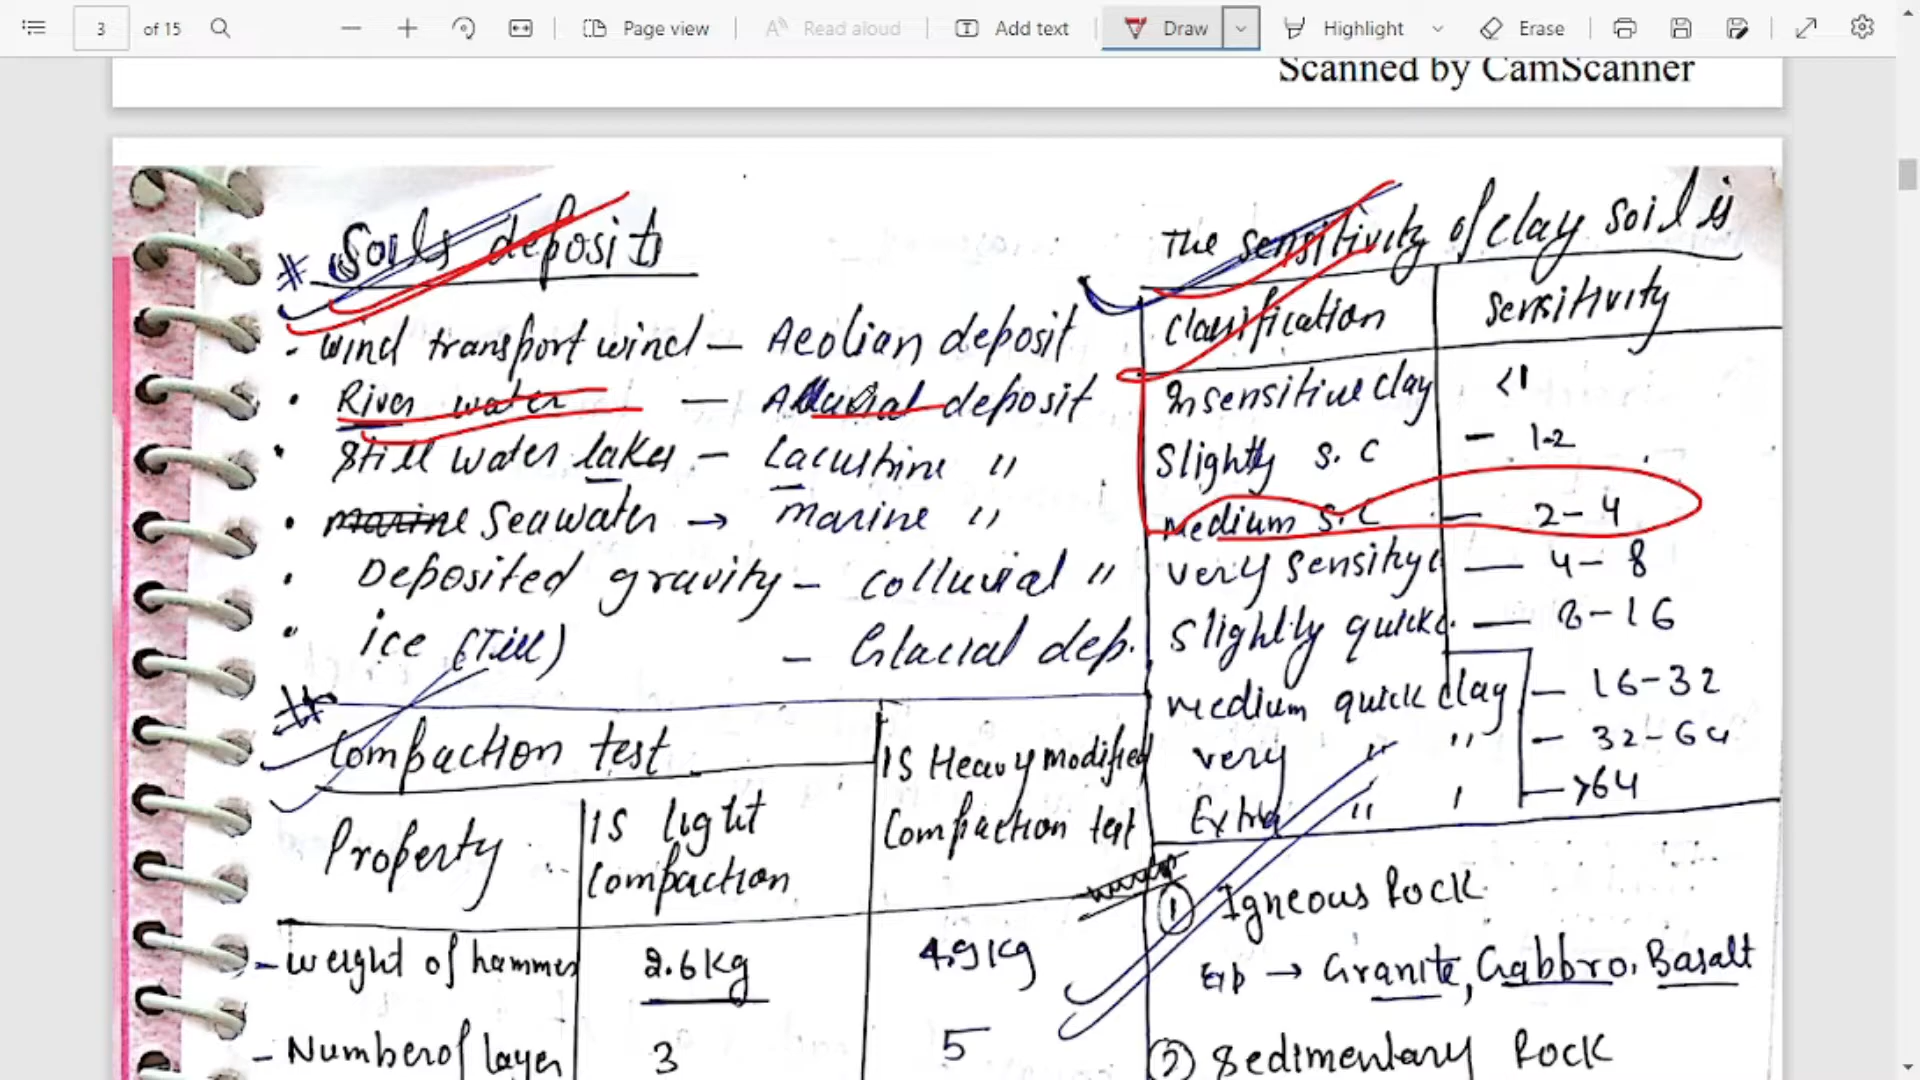 3 of 15 Page view Read aloud Add text Draw Highlight Erase
Scanned by CamScanner
# Soils deposits
. wind transport wind — Aeolian deposit
. River water — Alluvial deposit
. Still water lakes — Lacustrine "
. marine Seawater → marine "
. Deposited gravity — colluvial "
" ice (Till) — Glacial dep.
#
Compaction test
Property IS light Compaction IS Heavy modified Compaction test
- weight of hammer 2.6kg 4.9kg
- Number of layer 3 5
The sensitivity of clay soil is
Classification Sensitivity
Insensitive clay <1
Slightly S.C — 1-2
medium S.C — 2-4
very sensitive — 4-8
Slightly quick — 8-16
medium quick clay — 16-32
very " " — 32-64
Extra " ' — >64
① Igneous Rock
→ Granite, Gabbro, Basalt
② Sedimentary Rock